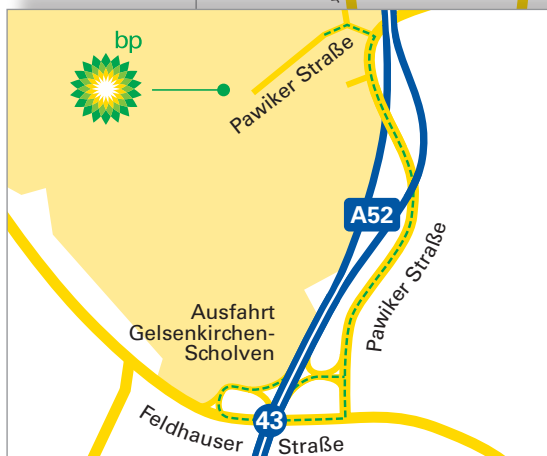 bp
Pawiker Straße
A52
Pawiker Straße
Ausfahrt
Gelsenkirchen-
Scholven
43
Feldhauser Straße